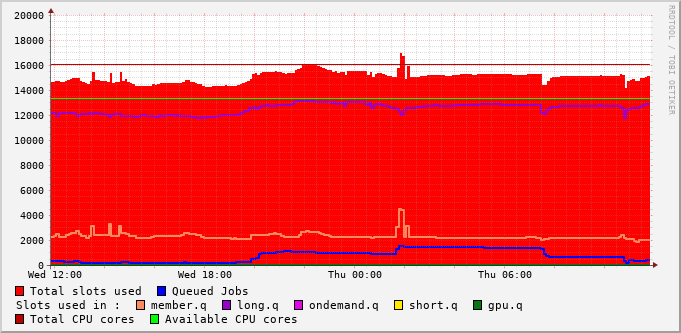 20000
18000
16000
14000
12000
10000
8000
6000
4000
2000
0
Wed 12:00 Wed 18:00 Thu 00:00 Thu 06:00
Total slots used Queued Jobs
Slots used in : member.q long.q ondemand.q short.q gpu.q
Total CPU cores Available CPU cores
RRDTOOL / TOBI OETIKER